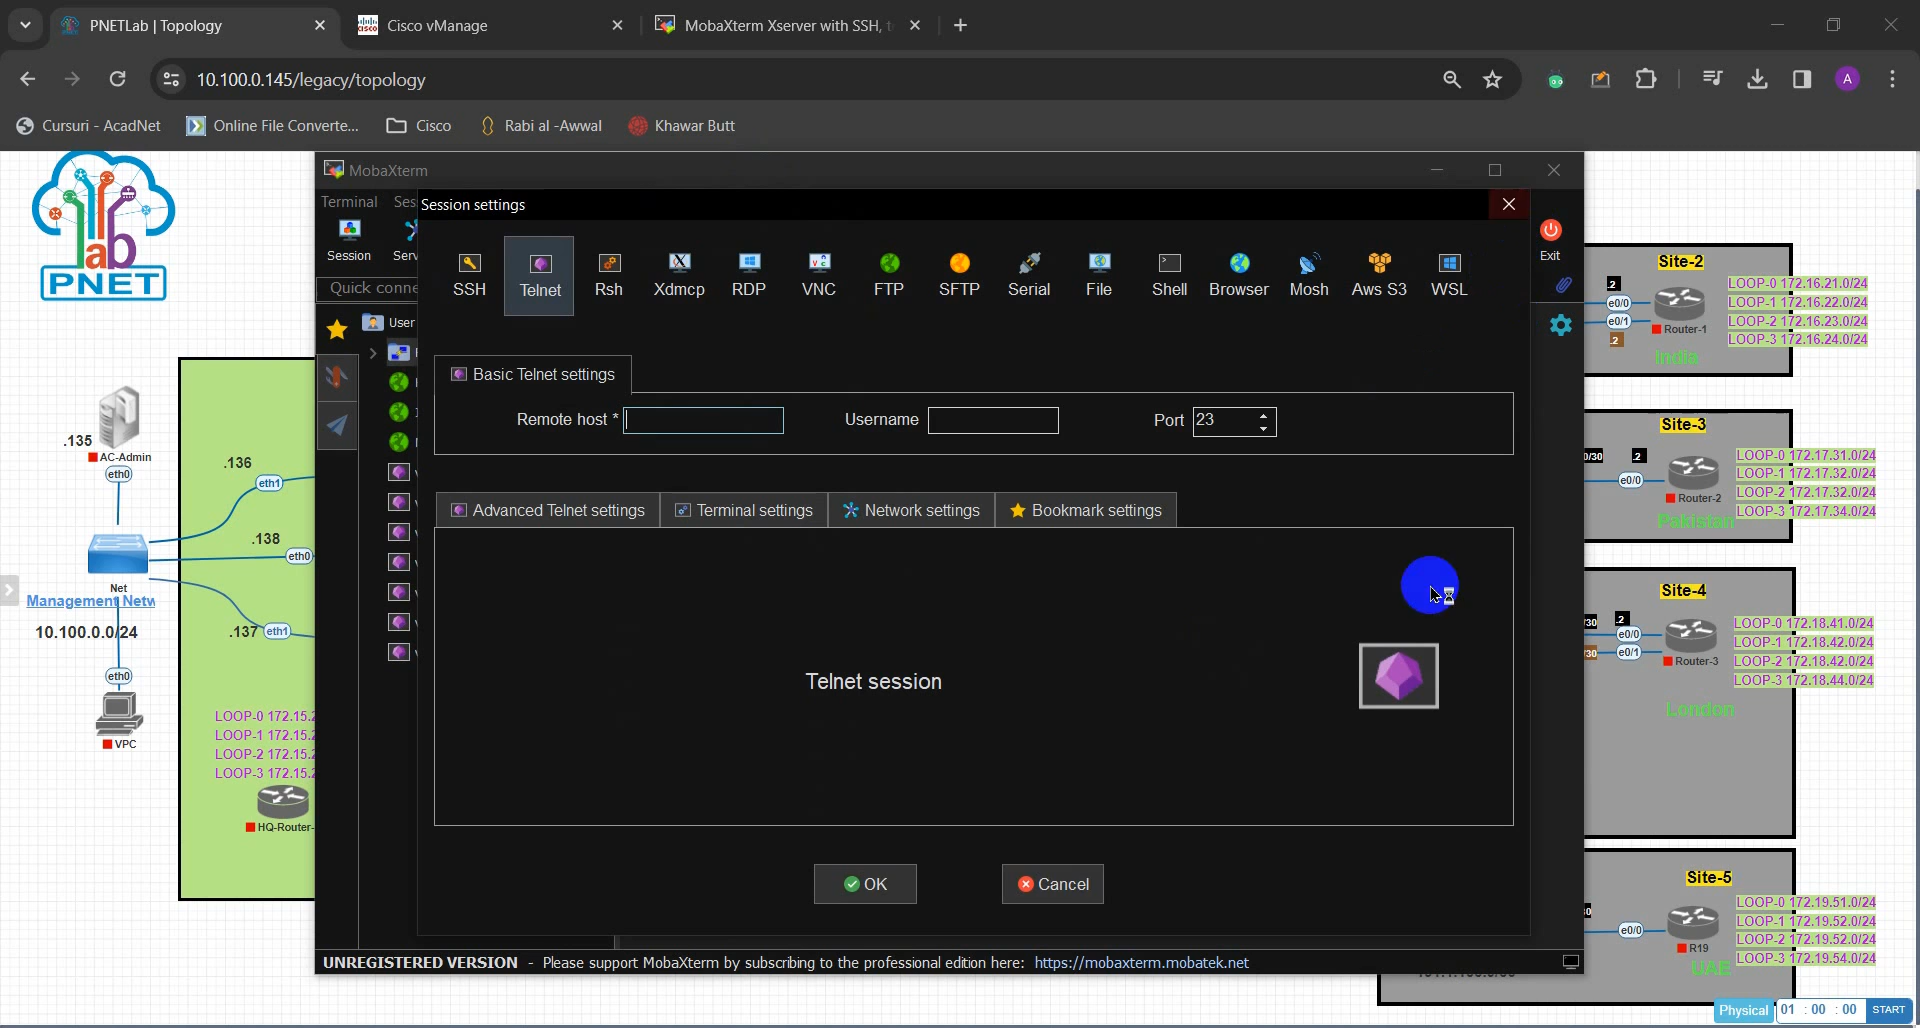 PNETLab | Topology
Cisco vManage
MobaXterm Xserver with SSH, t
10.100.0.145/legacy/topology
A
Cursuri - AcadNet
Online File Converte...
Cisco
Rabi al -Awwal
Khawar Butt
lab
PNET
MobaXterm
Terminal
Ses
Session
Serv
Quick conne
User
Exit
Session settings
SSH
Telnet
Rsh
Xdmcp
RDP
VNC
FTP
SFTP
Serial
File
Shell
Browser
Mosh
Aws S3
WSL
Basic Telnet settings
Remote host *
Username
Port 23
Advanced Telnet settings
Terminal settings
Network settings
Bookmark settings
Telnet session
OK
Cancel
UNREGISTERED VERSION - Please support MobaXterm by subscribing to the professional edition here: https://mobaxterm.mobatek.net
.135
AC-Admin
eth0
.136
eth1
.138
eth0
Net
Management Netw
10.100.0.0/24
.137 eth1
eth0
VPC
LOOP-0 172.15.2
LOOP-1 172.15.2
LOOP-2 172.15.2
LOOP-3 172.15.2
HQ-Router-
Site-2
.2
e0/0
e0/1
.2
Router-1
India
LOOP-0 172.16.21.0/24
LOOP-1 172.16.22.0/24
LOOP-2 172.16.23.0/24
LOOP-3 172.16.24.0/24
Site-3
0/30
.2
e0/0
Router-2
Pakistan
LOOP-0 172.17.31.0/24
LOOP-1 172.17.32.0/24
LOOP-2 172.17.32.0/24
LOOP-3 172.17.34.0/24
Site-4
/30
.2
e0/0
/30
e0/1
Router-3
London
LOOP-0 172.18.41.0/24
LOOP-1 172.18.42.0/24
LOOP-2 172.18.42.0/24
LOOP-3 172.18.44.0/24
Site-5
e0/0
R19
UAE
LOOP-0 172.19.51.0/24
LOOP-1 172.19.52.0/24
LOOP-2 172.19.52.0/24
LOOP-3 172.19.54.0/24
Physical
01 : 00 : 00
START